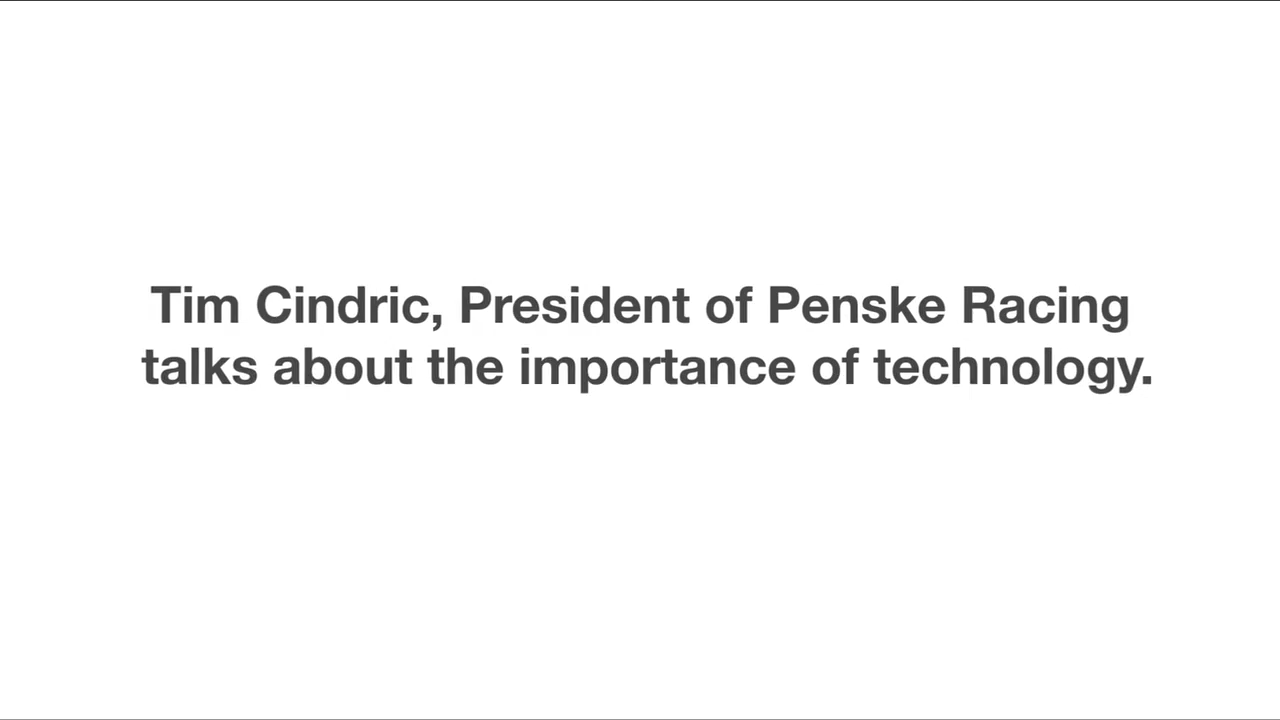 Tim Cindric, President of Penske Racing
talks about the importance of technology.